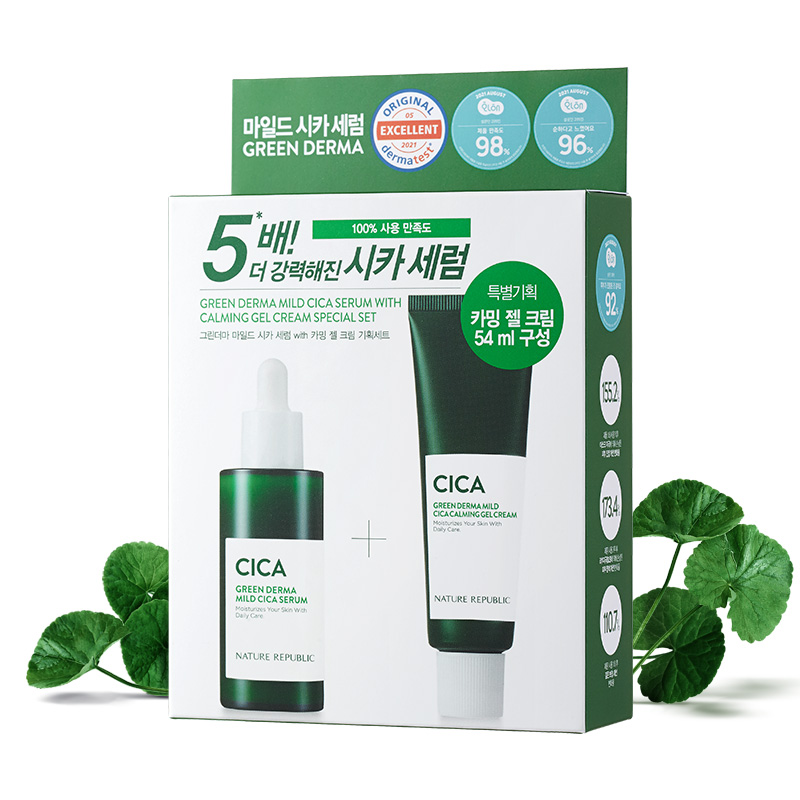 마일드 시카 세럼
GREEN DERMA
ORIGINAL
05
EXCELLENT
2021
dermatest
2021 AUGUST
제품 만족도
98%
2021 AUGUST
순하다고 느꼈어요
96%
5*배!
100% 사용 만족도
더 강력해진 시카 세럼
GREEN DERMA MILD CICA SERUM WITH
CALMING GEL CREAM SPECIAL SET
그린더마 마일드 시카 세럼 with 카밍 젤 크림 기획세트
특별기획
카밍 젤 크림
54 ml 구성
CICA
GREEN DERMA MILD
CICA CALMING GEL CREAM
Moisturizes Your Skin With
Daily Care.
NATURE REPUBLIC
CICA
GREEN DERMA
MILD CICA SERUM
Moisturizes Your Skin With
Daily Care.
NATURE REPUBLIC
92%
155.2%
173.4%
110.7%